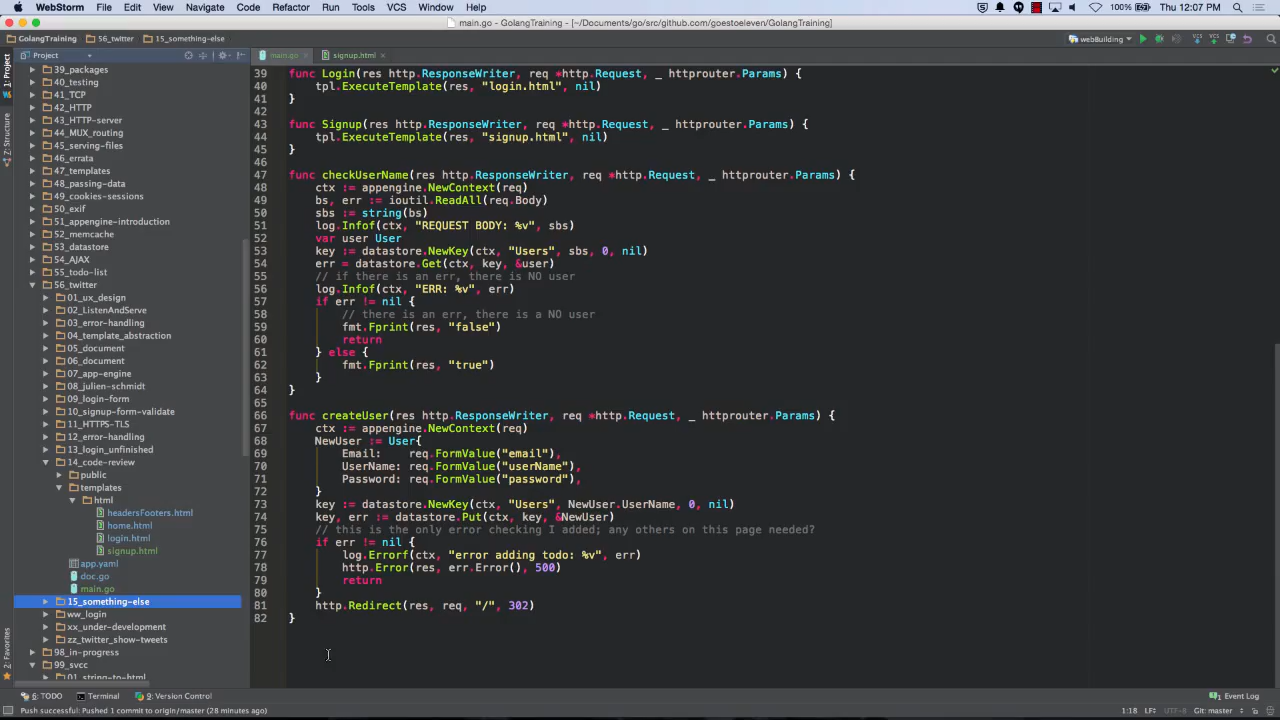 WebStorm File Edit View Navigate Code Refactor Run Tools VCS Window Help 100% Thu 12:07 AM
main.go - GolangTraining - [~/Documents/go/src/github.com/goestoeleven/GolangTraining]
GolangTraining 56_twitter 15_something-else webBuilding
Project main.go signup.html
1: Project
Z: Structure
2: Favorites
39_packages
40_testing
41_TCP
42_HTTP
43_HTTP-server
44_MUX_routing
45_serving-files
46_errata
47_templates
48_passing-data
49_cookies-sessions
50_exif
51_appengine-introduction
52_memcache
53_datastore
54_AJAX
55_todo-list
56_twitter
01_ux_design
02_ListenAndServe
03_error-handling
04_template_abstraction
05_document
06_document
07_app-engine
08_julien-schmidt
09_login-form
10_signup-form-validate
11_HTTPS-TLS
12_error-handling
13_login_unfinished
14_code-review
public
templates
html
headersFooters.html
home.html
login.html
signup.html
app.yaml
doc.go
main.go
15_something-else
ww_login
xx_under-development
zz_twitter_show-tweets
98_in-progress
99_svcc
01_string-to-html
39 func Login(res http.ResponseWriter, req *http.Request, _ httprouter.Params) {
40 tpl.ExecuteTemplate(res, "login.html", nil)
41 }
42
43 func Signup(res http.ResponseWriter, req *http.Request, _ httprouter.Params) {
44 tpl.ExecuteTemplate(res, "signup.html", nil)
45 }
46
47 func checkUserName(res http.ResponseWriter, req *http.Request, _ httprouter.Params) {
48 ctx := appengine.NewContext(req)
49 bs, err := ioutil.ReadAll(req.Body)
50 sbs := string(bs)
51 log.Infof(ctx, "REQUEST BODY: %v", sbs)
52 var user User
53 key := datastore.NewKey(ctx, "Users", sbs, 0, nil)
54 err = datastore.Get(ctx, key, &user)
55 // if there is an err, there is NO user
56 log.Infof(ctx, "ERR: %v", err)
57 if err != nil {
58 // there is an err, there is a NO user
59 fmt.Fprint(res, "false")
60 return
61 } else {
62 fmt.Fprint(res, "true")
63 }
64 }
65
66 func createUser(res http.ResponseWriter, req *http.Request, _ httprouter.Params) {
67 ctx := appengine.NewContext(req)
68 NewUser := User{
69 Email: req.FormValue("email"),
70 UserName: req.FormValue("userName"),
71 Password: req.FormValue("password"),
72 }
73 key := datastore.NewKey(ctx, "Users", NewUser.UserName, 0, nil)
74 key, err := datastore.Put(ctx, key, &NewUser)
75 // this is the only error checking I added; any others on this page needed?
76 if err != nil {
77 log.Errorf(ctx, "error adding todo: %v", err)
78 http.Error(res, err.Error(), 500)
79 return
80 }
81 http.Redirect(res, req, "/", 302)
82 }
6: TODO Terminal 9: Version Control 1 Event Log
Push successful: Pushed 1 commit to origin/master (28 minutes ago) 1:18 LF÷ UTF-8 Git: master